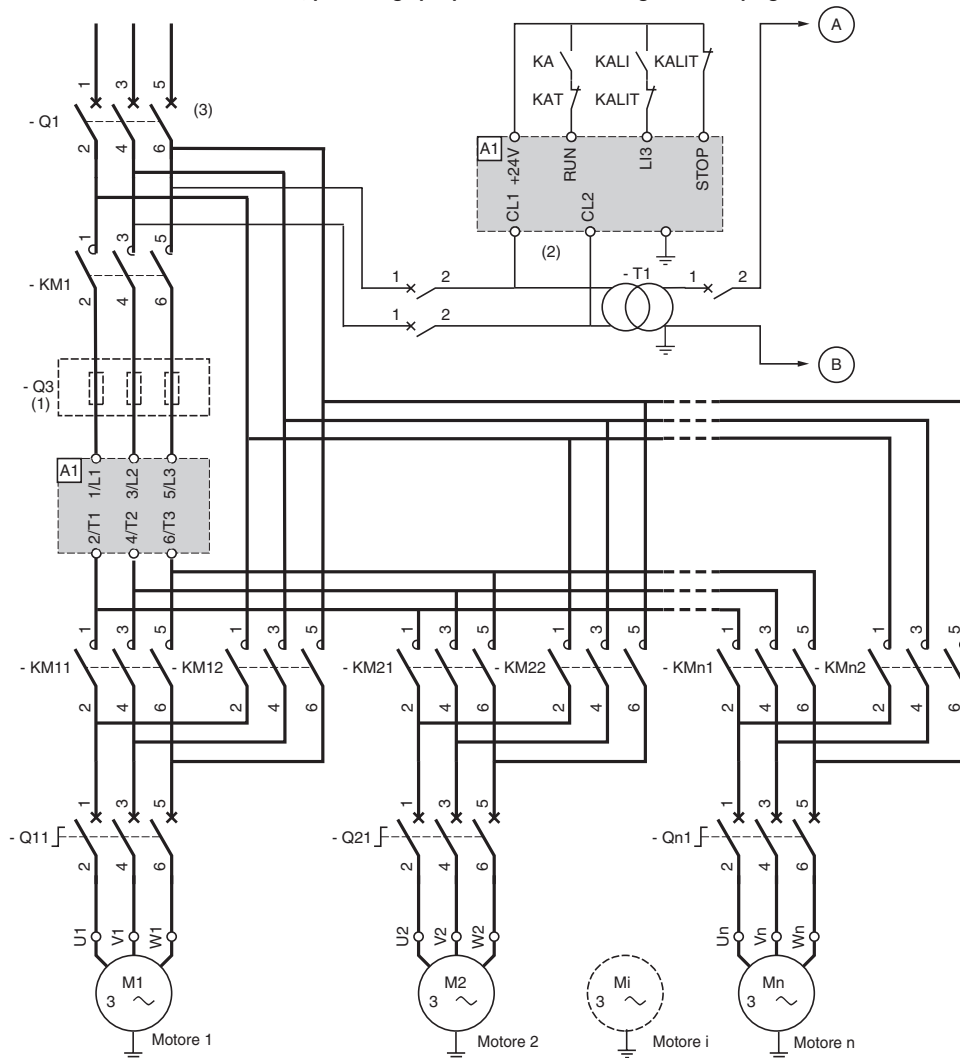 A
KA KALI KALIT
KAT KALIT
1 3 5
- Q1 (3)
2 4 6
A1 +24V RUN LI3 STOP
CL1 CL2
(2)
1 3 5
- KM1
2 4 6
1 2 - T1 1 2
1 2
B
- Q3
(1)
A1 1/L1 3/L2 5/L3
2/T1 4/T2 6/T3
1 3 5 1 3 5 1 3 5 1 3 5 1 3 5 1 3 5
- KM11 - KM12 - KM21 - KM22 - KMn1 - KMn2
2 4 6 2 4 6 2 4 6 2 4 6 2 4 6 2 4 6
1 3 5 1 3 5 1 3 5
- Q11 - Q21 - Qn1
2 4 6 2 4 6 2 4 6
U1 V1 W1 U2 V2 W2 Un Vn Wn
M1 M2 Mi Mn
3 3 3 3
Motore 1 Motore 2 Motore i Motore n